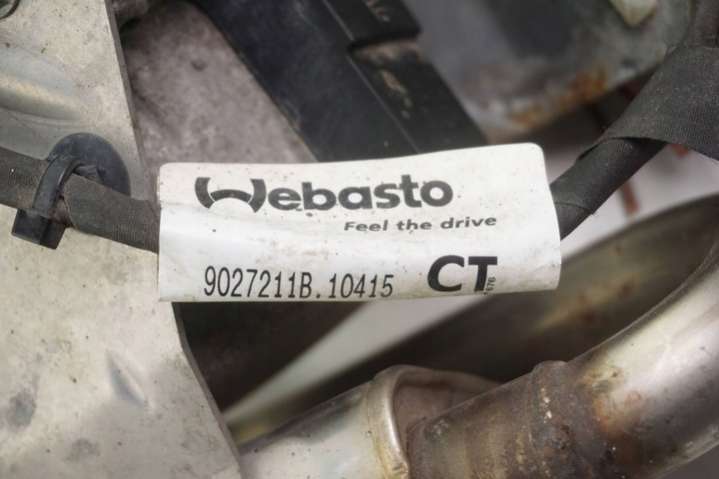 Webasto
Feel the drive
9027211B.10415 CT